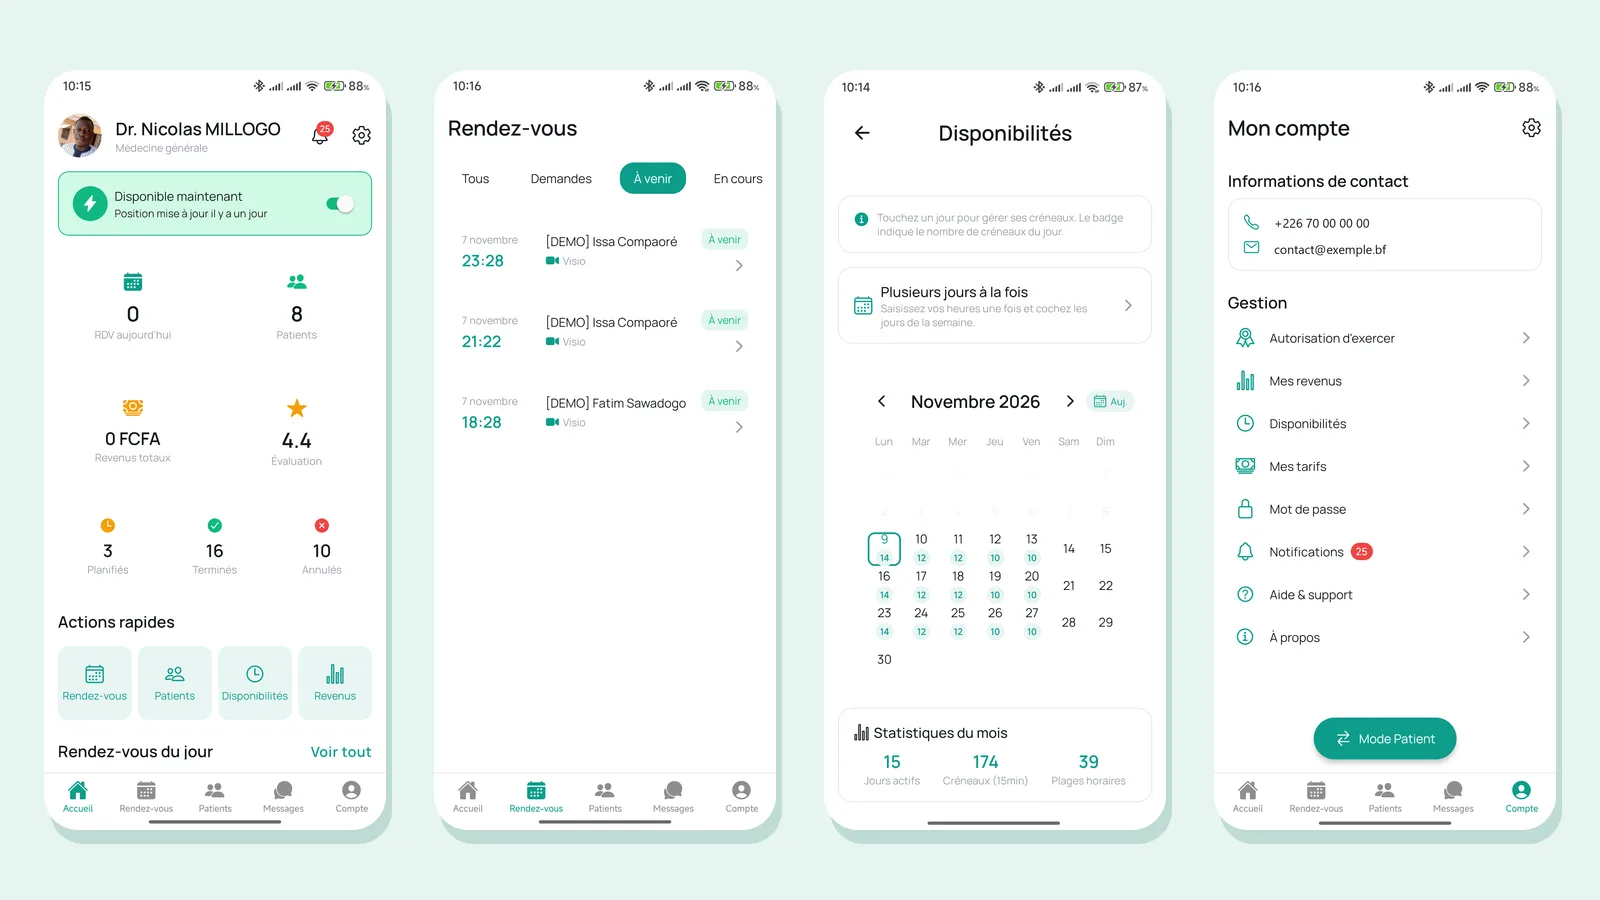 10:15
88%
Dr. Nicolas MILLOGO
Médecine générale
25
Disponible maintenant
Position mise à jour il y a un jour
0
RDV aujourd'hui
8
Patients
0 FCFA
Revenus totaux
4.4
Évaluation
3
Planifiés
16
Terminés
10
Annulés
Actions rapides
Rendez-vous
Patients
Disponibilités
Revenus
Rendez-vous du jour
Voir tout
Accueil
Rendez-vous
Patients
Messages
Compte
10:16
88%
Rendez-vous
Tous
Demandes
À venir
En cours
7 novembre
23:28
[DEMO] Issa Compaoré
Visio
À venir
7 novembre
21:22
[DEMO] Issa Compaoré
Visio
À venir
7 novembre
18:28
[DEMO] Fatim Sawadogo
Visio
À venir
Accueil
Rendez-vous
Patients
Messages
Compte
10:14
87%
Disponibilités
Touchez un jour pour gérer ses créneaux. Le badge
indique le nombre de créneaux du jour.
Plusieurs jours à la fois
Saisissez vos heures une fois et cochez les
jours de la semaine.
Novembre 2026
Auj.
Lun Mar Mer Jeu Ven Sam Dim
1
2 3 4 5 6 7 8
9 10 11 12 13 14 15
14 12 12 10 10
16 17 18 19 20 21 22
14 12 12 10 10
23 24 25 26 27 28 29
14 12 12 10 10
30
Statistiques du mois
15
Jours actifs
174
Créneaux (15min)
39
Plages horaires
10:16
88%
Mon compte
Informations de contact
+226 70 00 00 00
contact@exemple.bf
Gestion
Autorisation d'exercer
Mes revenus
Disponibilités
Mes tarifs
Mot de passe
Notifications 25
Aide & support
À propos
Mode Patient
Accueil
Rendez-vous
Patients
Messages
Compte